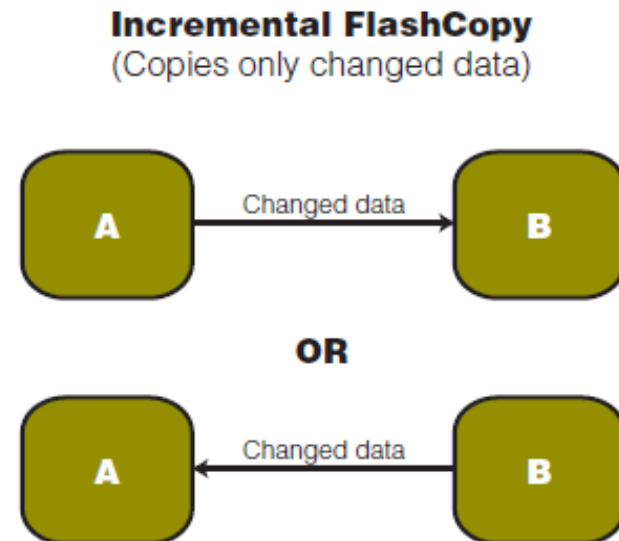 Incremental FlashCopy
(Copies only changed data)
A Changed data B
OR
A Changed data B